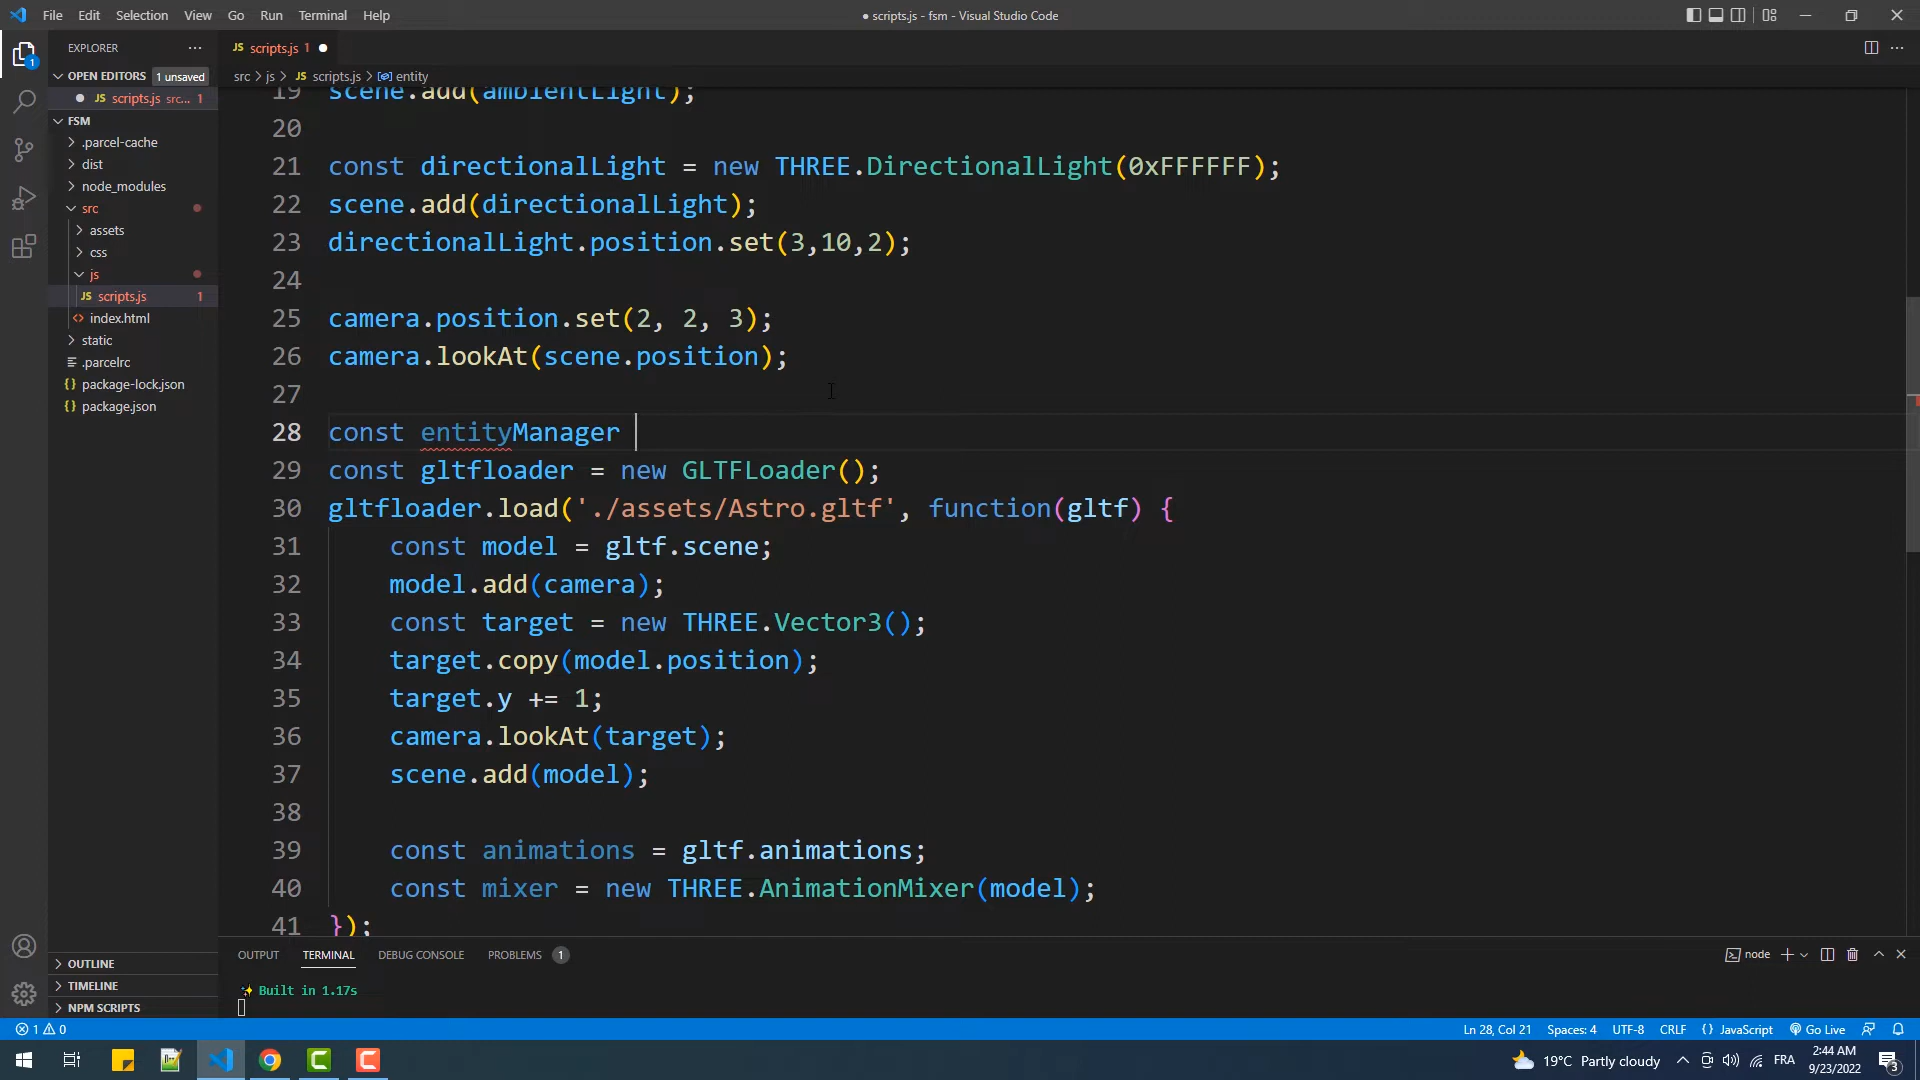 File Edit Selection View Go Run Terminal Help
● scripts.js - fsm - Visual Studio Code
EXPLORER
OPEN EDITORS 1 unsaved
JS scripts.js src... 1
FSM
.parcel-cache
dist
node_modules
src
assets
css
js
JS scripts.js 1
index.html
static
.parcelrc
package-lock.json
package.json
OUTLINE
TIMELINE
NPM SCRIPTS
JS scripts.js 1 ●
src > js > JS scripts.js > entity
19 scene.add(ambientLight);
20
21 const directionalLight = new THREE.DirectionalLight(0xFFFFFF);
22 scene.add(directionalLight);
23 directionalLight.position.set(3,10,2);
24
25 camera.position.set(2, 2, 3);
26 camera.lookAt(scene.position);
27
28 const entityManager
29 const gltfloader = new GLTFLoader();
30 gltfloader.load('./assets/Astro.gltf', function(gltf) {
31 const model = gltf.scene;
32 model.add(camera);
33 const target = new THREE.Vector3();
34 target.copy(model.position);
35 target.y += 1;
36 camera.lookAt(target);
37 scene.add(model);
38
39 const animations = gltf.animations;
40 const mixer = new THREE.AnimationMixer(model);
41 });
OUTPUT TERMINAL DEBUG CONSOLE PROBLEMS 1
node
✨ Built in 1.17s
1 0
Ln 28, Col 21 Spaces: 4 UTF-8 CRLF { } JavaScript Go Live
19°C Partly cloudy FRA 2:44 AM
9/23/2022
3